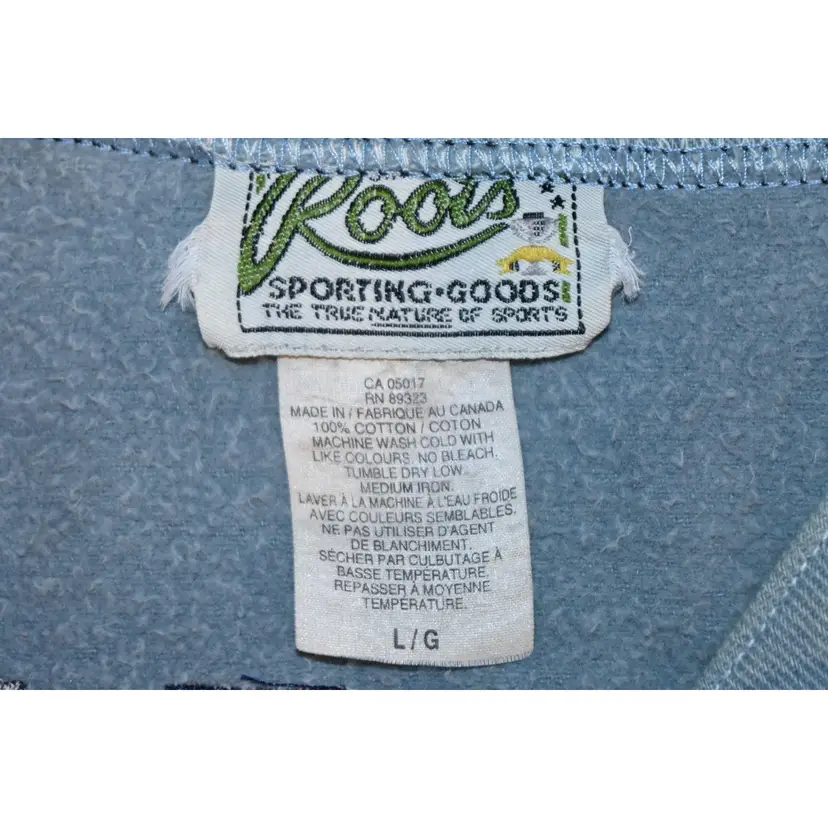 Roots
SPORTING•GOODS
THE TRUE NATURE OF SPORTS
CA 05017
RN 89323
MADE IN / FABRIQUE AU CANADA
100% COTTON / COTON
MACHINE WASH COLD WITH
LIKE COLOURS, NO BLEACH.
TUMBLE DRY LOW.
MEDIUM IRON.
LAVER À LA MACHINE À L'EAU FROIDE
AVEC COULEURS SEMBLABLES.
NE PAS UTILISER D'AGENT
DE BLANCHIMENT.
SÉCHER PAR CULBUTAGE À
BASSE TEMPÉRATURE.
REPASSER À MOYENNE
TEMPÉRATURE.
L / G